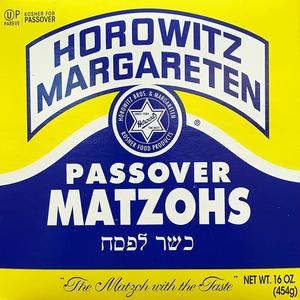 U P
PAREVE
KOSHER FOR
PASSOVER
HOROWITZ
MARGARETEN
HOROWITZ BROS. & MARGARETEN
KOSHER FOOD PRODUCTS
®
PASSOVER
MATZOHS
כשר לפסח
NET WT. 16 OZ.
(454g)
"The Matzoh with the Taste"